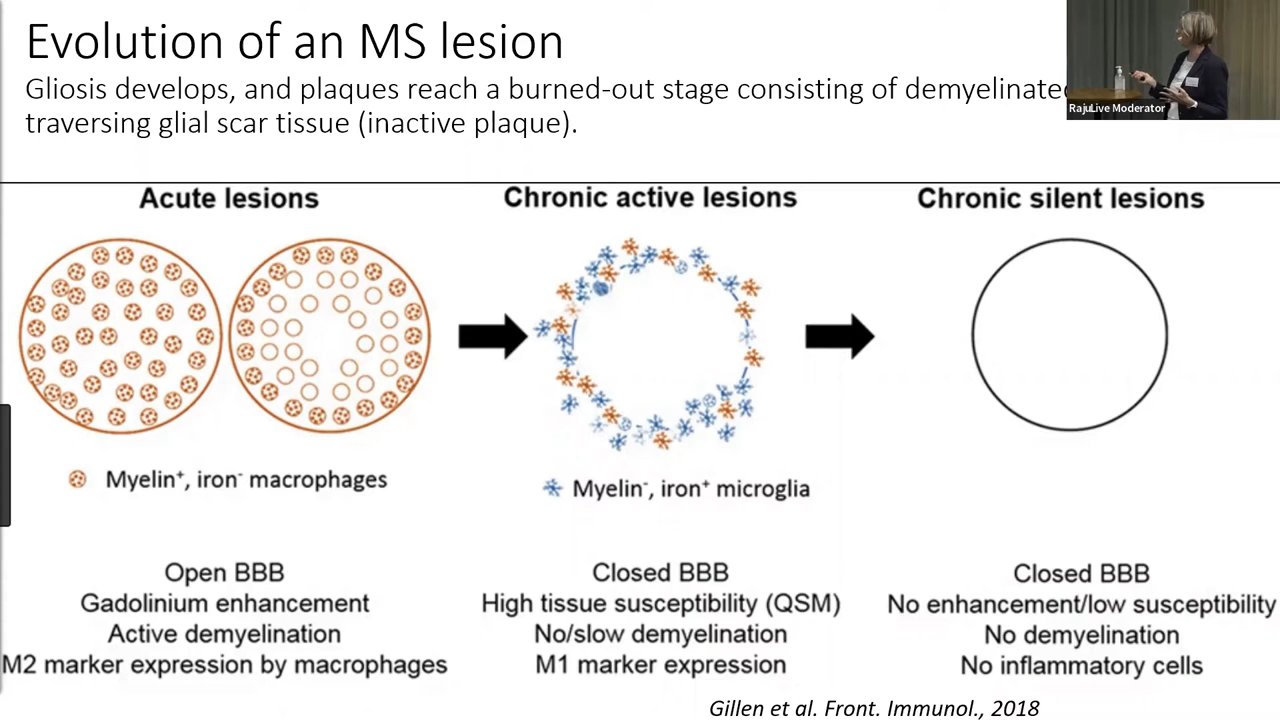 Evolution of an MS lesion
Gliosis develops, and plaques reach a burned-out stage consisting of demyelinated
traversing glial scar tissue (inactive plaque).
RajuLive Moderator
Acute lesions
Chronic active lesions
Chronic silent lesions
Myelin⁺, iron⁻ macrophages
Myelin⁻, iron⁺ microglia
Open BBB
Gadolinium enhancement
Active demyelination
M2 marker expression by macrophages
Closed BBB
High tissue susceptibility (QSM)
No/slow demyelination
M1 marker expression
Closed BBB
No enhancement/low susceptibility
No demyelination
No inflammatory cells
Gillen et al. Front. Immunol., 2018